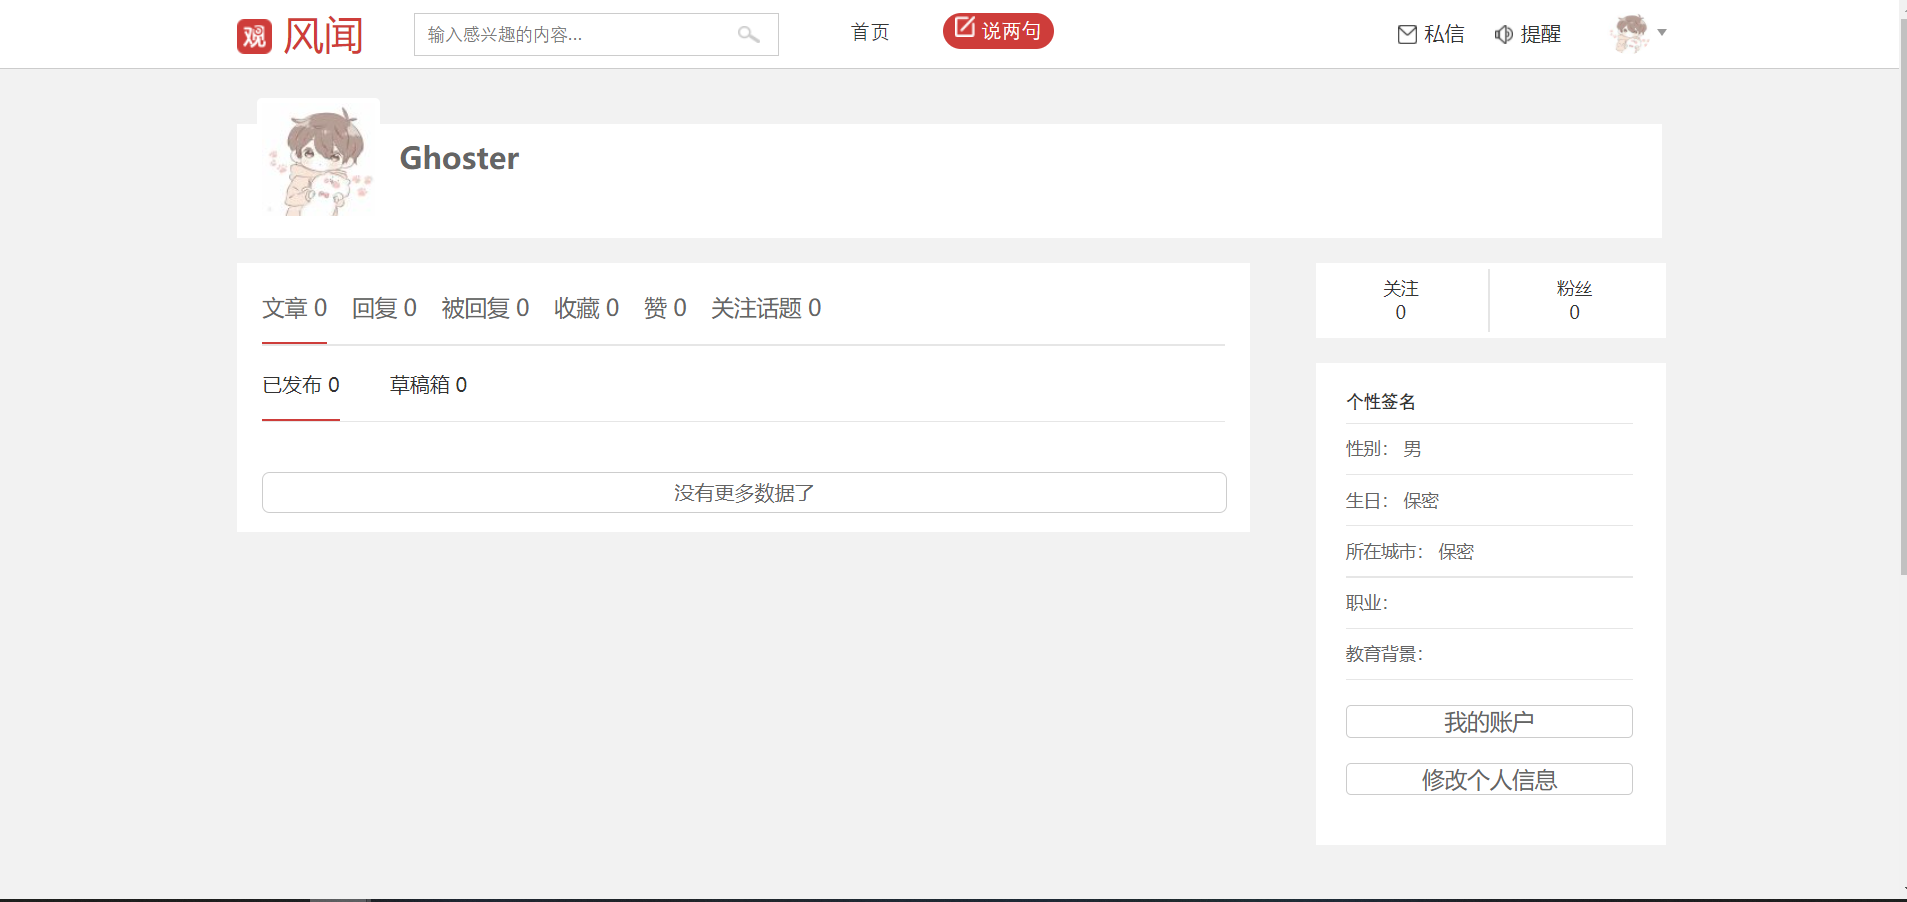 观 风闻 输入感兴趣的内容... 首页 说两句 私信 提醒
Ghoster
文章 0 回复 0 被回复 0 收藏 0 赞 0 关注话题 0
已发布 0 草稿箱 0
没有更多数据了
关注 粉丝
0 0
个性签名
性别： 男
生日： 保密
所在城市： 保密
职业：
教育背景：
我的账户
修改个人信息